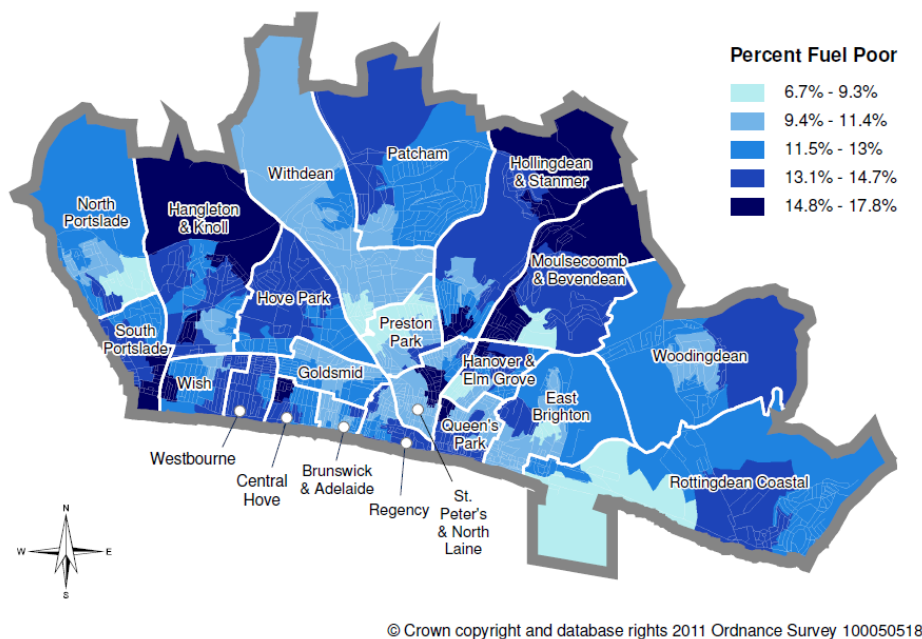 Percent Fuel Poor
6.7% - 9.3%
9.4% - 11.4%
11.5% - 13%
13.1% - 14.7%
14.8% - 17.8%
Patcham
Hollingdean
& Stanmer
Withdean
North
Portslade
Hangleton
& Knoll
Moulsecoomb
& Bevendean
Hove Park
Preston
Park
South
Portslade
Woodingdean
Hanover &
Elm Grove
Goldsmid
Wish
East
Brighton
Queen's
Park
Rottingdean Coastal
Westbourne
Central
Hove
Brunswick
& Adelaide
Regency
St.
Peter's
& North
Laine
N
W
E
S
© Crown copyright and database rights 2011 Ordnance Survey 100050518